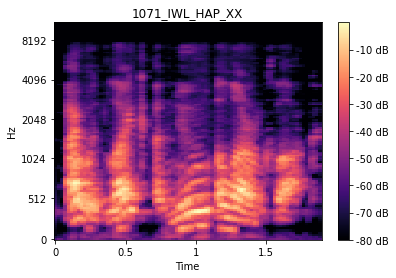 1071_IWL_HAP_XX
8192
4096
2048
1024
512
0
Hz
0
0.5
1
1.5
Time
-10 dB
-20 dB
-30 dB
-40 dB
-50 dB
-60 dB
-70 dB
-80 dB